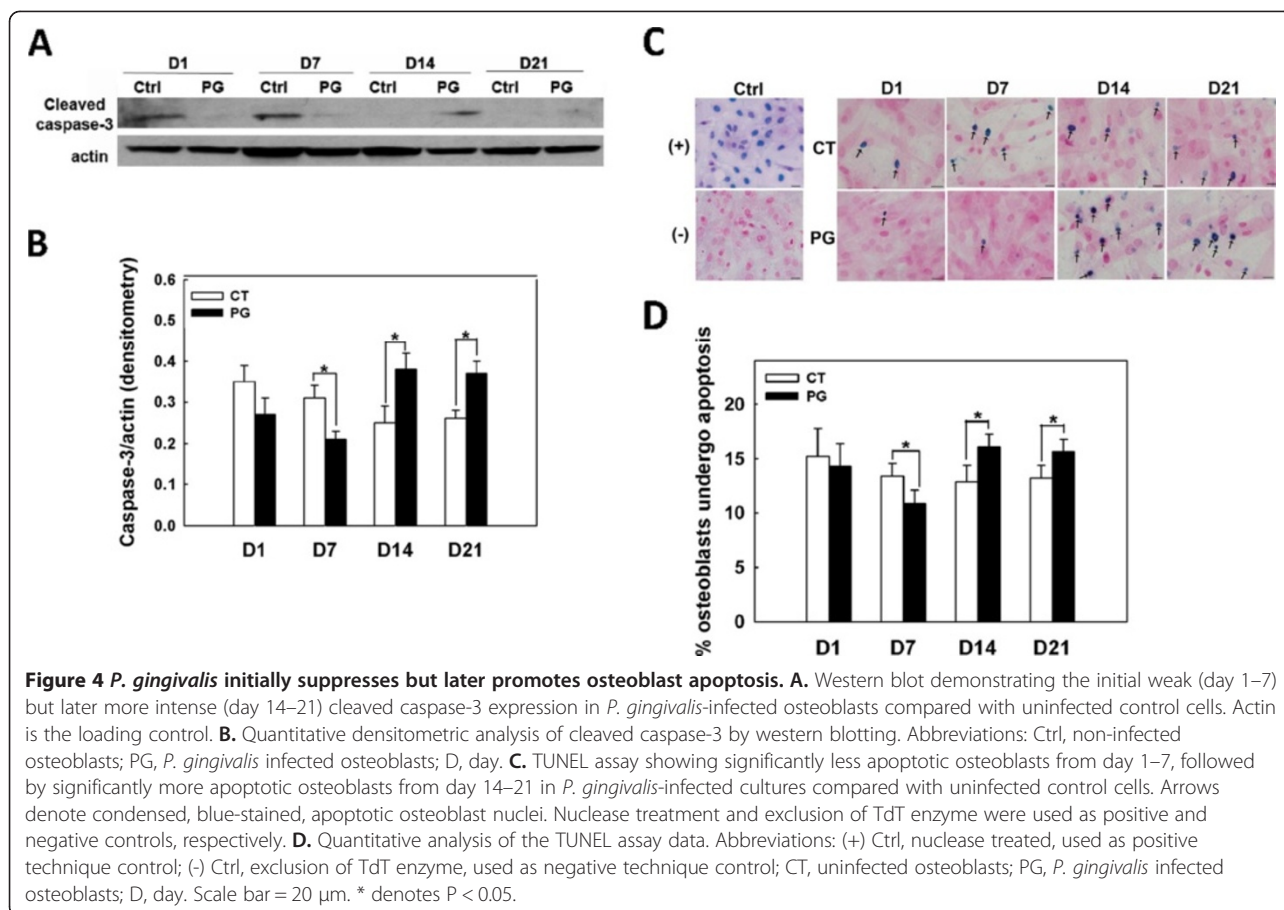 A
D1 D7 D14 D21
Ctrl PG Ctrl PG Ctrl PG Ctrl PG
Cleaved
caspase-3
actin
B
Caspase-3/actin (densitometry)
0.6
0.5
0.4
0.3
0.2
0.1
0.0
CT
PG
* * *
D1 D7 D14 D21
C
Ctrl D1 D7 D14 D21
(+) CT
(-) PG
D
% osteoblasts undergo apoptosis
20
15
10
5
0
CT
PG
* * *
D1 D7 D14 D21
Figure 4 P. gingivalis initially suppresses but later promotes osteoblast apoptosis. A. Western blot demonstrating the initial weak (day 1–7)
but later more intense (day 14–21) cleaved caspase-3 expression in P. gingivalis-infected osteoblasts compared with uninfected control cells. Actin
is the loading control. B. Quantitative densitometric analysis of cleaved caspase-3 by western blotting. Abbreviations: Ctrl, non-infected
osteoblasts; PG, P. gingivalis infected osteoblasts; D, day. C. TUNEL assay showing significantly less apoptotic osteoblasts from day 1–7, followed
by significantly more apoptotic osteoblasts from day 14–21 in P. gingivalis-infected cultures compared with uninfected control cells. Arrows
denote condensed, blue-stained, apoptotic osteoblast nuclei. Nuclease treatment and exclusion of TdT enzyme were used as positive and
negative controls, respectively. D. Quantitative analysis of the TUNEL assay data. Abbreviations: (+) Ctrl, nuclease treated, used as positive
technique control; (-) Ctrl, exclusion of TdT enzyme, used as negative technique control; CT, uninfected osteoblasts; PG, P. gingivalis infected
osteoblasts; D, day. Scale bar = 20 μm. * denotes P < 0.05.